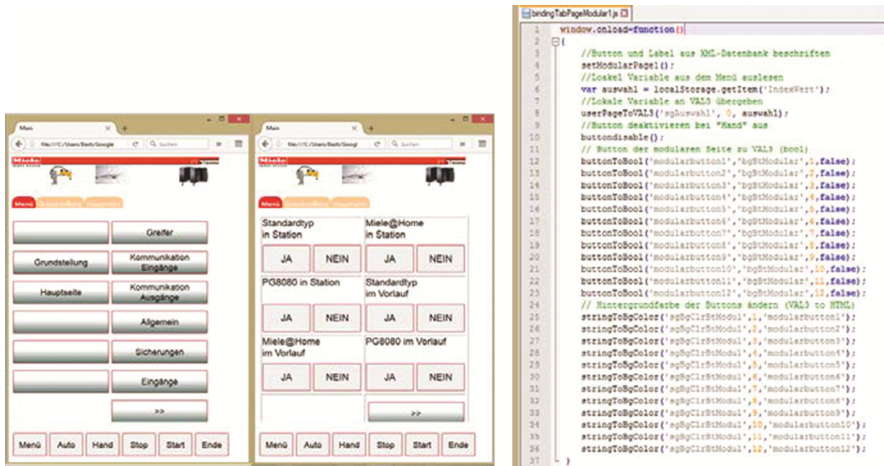 Main
file:///C:/Users/Basti/Google
Suchen
Miele
Menü Grundstellung Hauptseite
Greifer
Grundstellung
Kommunikation
Eingänge
Hauptseite
Kommunikation
Ausgänge
Allgemein
Sicherungen
Eingänge
>>
Menü Auto Hand Stop Start Ende
Main
file:///C:/Users/Basti/Googl
Suchen
Miele
Menü Grundstellung Hauptseite
Standardtyp
in Station
JA NEIN
Miele@Home
in Station
JA NEIN
PG8080 in Station
JA NEIN
Standardtyp
im Vorlauf
JA NEIN
Miele@Home
im Vorlauf
JA NEIN
PG8080 im Vorlauf
JA NEIN
>>
Menü Auto Hand Stop Start Ende
bindingTabPageModular1.js
1 window.onload=function()
2 {
3 //Button und Label aus XML-Datenbank beschriften
4 setModularPage1();
5 //Loakel Variable aus dem Menü auslesen
6 var auswahl = localStorage.getItem('IndexWert');
7 //Lokale Variable an VAL3 übergeben
8 userPageToVAL3('sgAuswahl', 0, auswahl);
9 //Button deaktivieren bei "Hand" aus
10 buttondisable();
11 // Button der modularen Seite zu VAL3 (bool)
12 buttonToBool('modularbutton1','bgBtModular',1,false);
13 buttonToBool('modularbutton2','bgBtModular',2,false);
14 buttonToBool('modularbutton3','bgBtModular',3,false);
15 buttonToBool('modularbutton4','bgBtModular',4,false);
16 buttonToBool('modularbutton5','bgBtModular',5,false);
17 buttonToBool('modularbutton6','bgBtModular',6,false);
18 buttonToBool('modularbutton7','bgBtModular',7,false);
19 buttonToBool('modularbutton8','bgBtModular',8,false);
20 buttonToBool('modularbutton9','bgBtModular',9,false);
21 buttonToBool('modularbutton10','bgBtModular',10,false);
22 buttonToBool('modularbutton11','bgBtModular',11,false);
23 buttonToBool('modularbutton12','bgBtModular',12,false);
24 // Hintergrundfarbe der Buttons ändern (VAL3 to HTML)
25 stringToBgColor('sgBgClrBtModul',1,'modularbutton1');
26 stringToBgColor('sgBgClrBtModul',2,'modularbutton2');
27 stringToBgColor('sgBgClrBtModul',3,'modularbutton3');
28 stringToBgColor('sgBgClrBtModul',4,'modularbutton4');
29 stringToBgColor('sgBgClrBtModul',5,'modularbutton5');
30 stringToBgColor('sgBgClrBtModul',6,'modularbutton6');
31 stringToBgColor('sgBgClrBtModul',7,'modularbutton7');
32 stringToBgColor('sgBgClrBtModul',8,'modularbutton8');
33 stringToBgColor('sgBgClrBtModul',9,'modularbutton9');
34 stringToBgColor('sgBgClrBtModul',10,'modularbutton10');
35 stringToBgColor('sgBgClrBtModul',11,'modularbutton11');
36 stringToBgColor('sgBgClrBtModul',12,'modularbutton12');
37 }